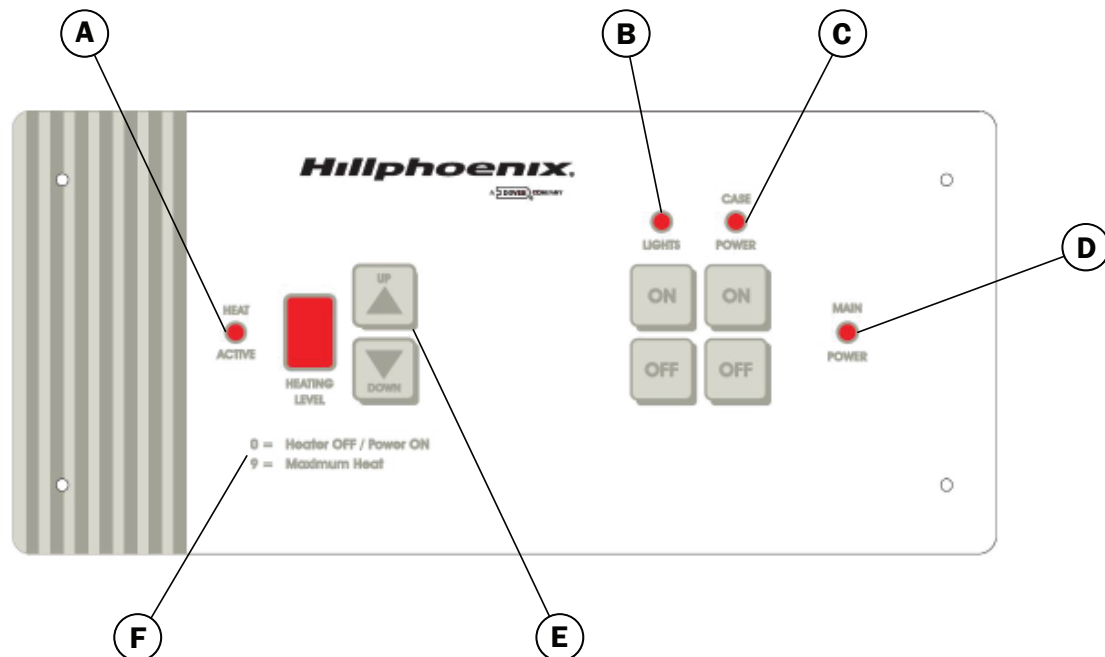 A
B
C
Hillphoenix.
A DOVER COMPANY
CASE
LIGHTS
POWER
D
UP
ON
ON
HEAT
MAIN
ACTIVE
POWER
OFF
OFF
DOWN
HEATING
LEVEL
0 = Heater OFF / Power ON
9 = Maximum Heat
F
E